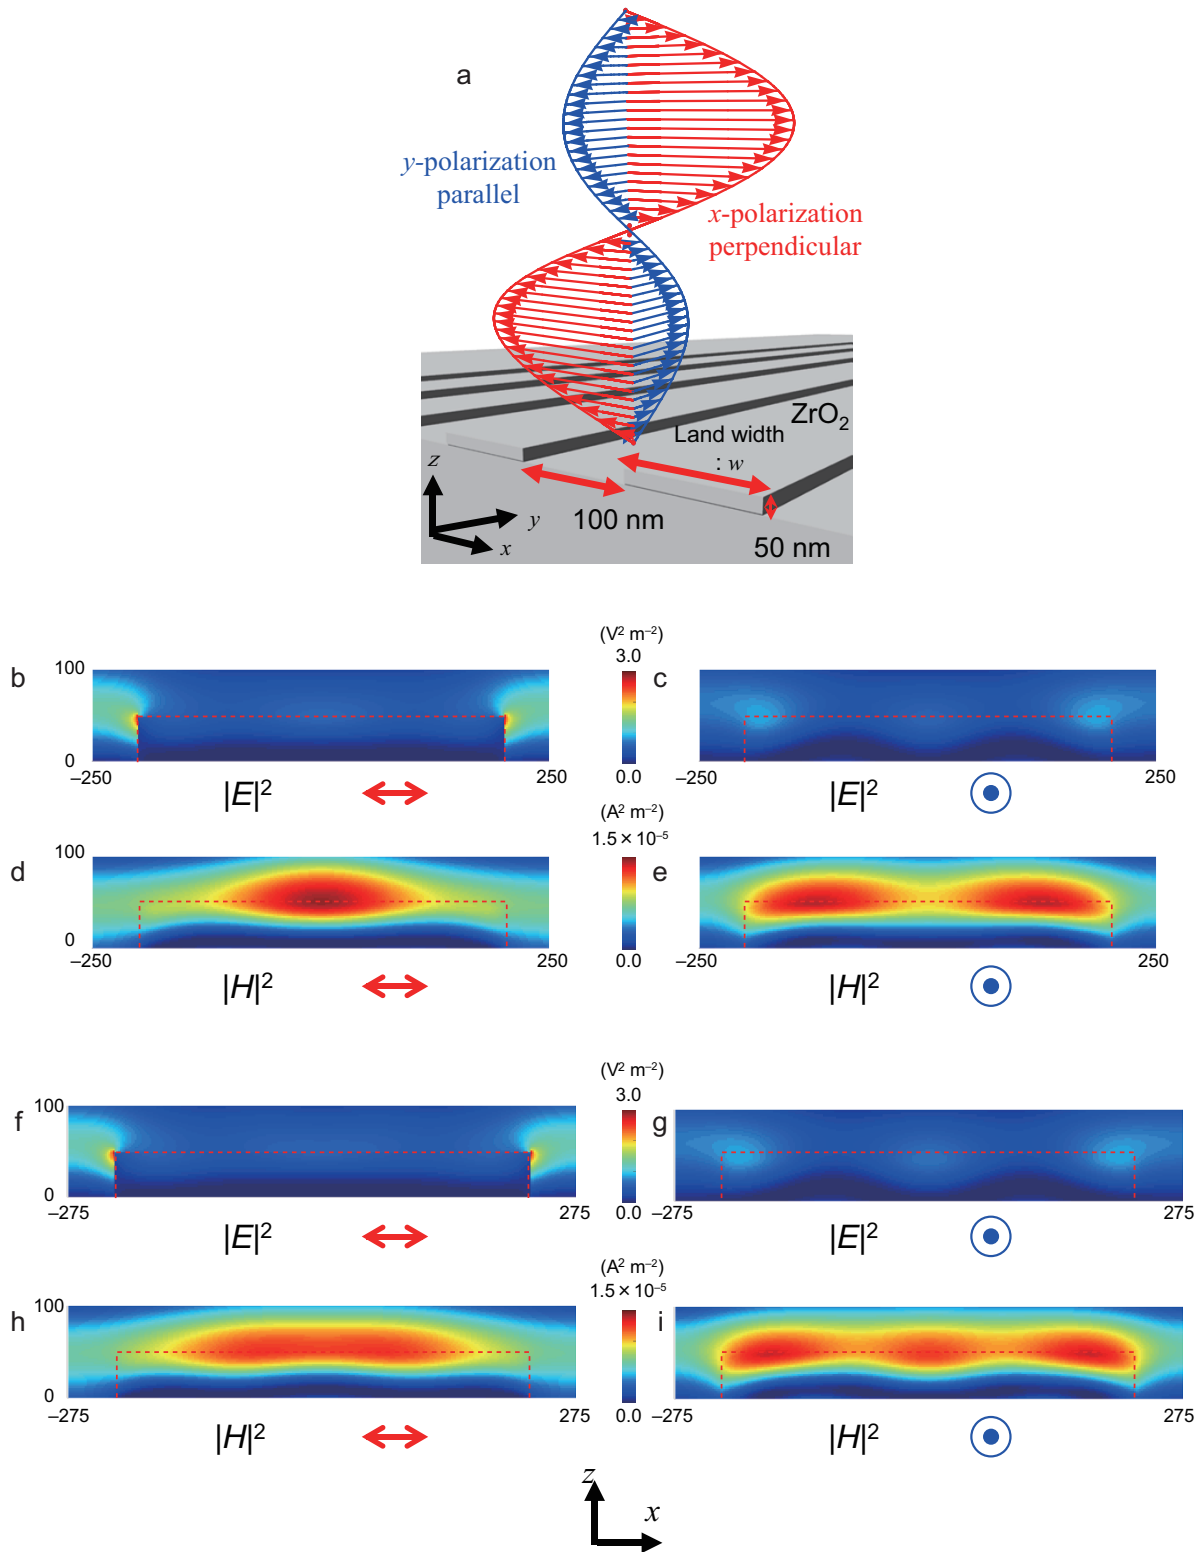 a
y-polarization
parallel
x-polarization
perpendicular
ZrO2
Land width
: w
z
y
x
100 nm
50 nm
b
100
0
−250
250
|E|²
(V² m⁻²)
3.0
0.0
c
−250
250
|E|²
d
100
0
−250
250
|H|²
(A² m⁻²)
1.5 × 10⁻⁵
0.0
e
−250
250
|H|²
f
100
0
−275
275
|E|²
(V² m⁻²)
3.0
0.0
g
−275
275
|E|²
h
100
0
−275
275
|H|²
(A² m⁻²)
1.5 × 10⁻⁵
0.0
i
−275
275
|H|²
z
x